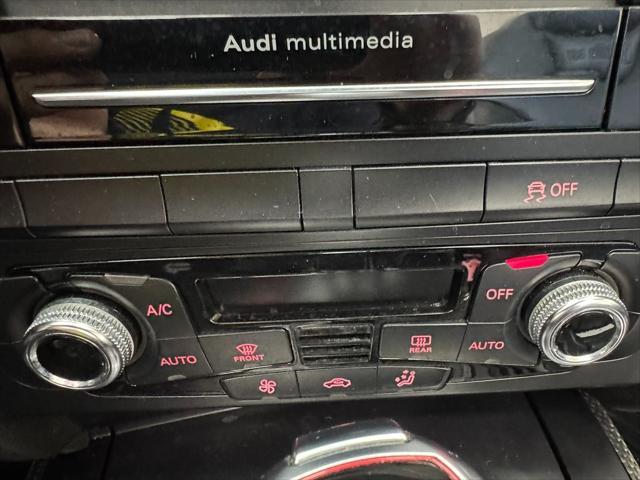 Audi multimedia
OFF
A/C
OFF
AUTO
FRONT
REAR
AUTO